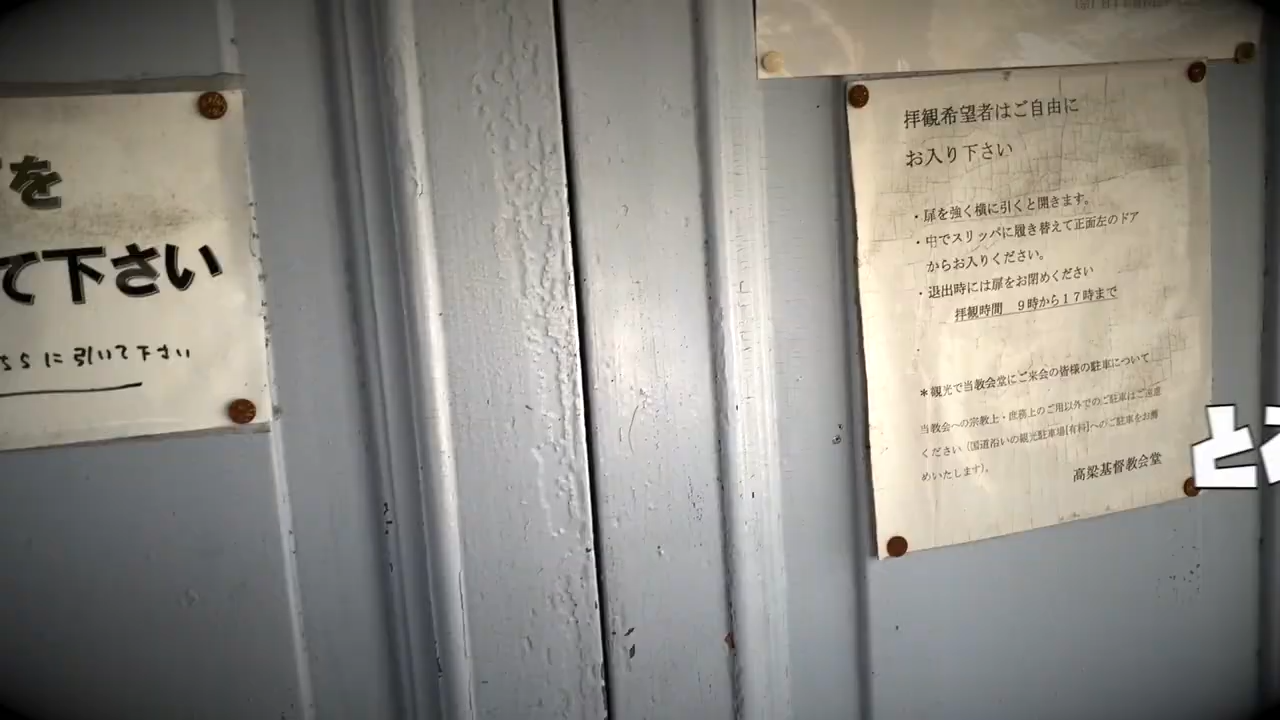 を
て下さい
ちらに引いて下さい
拝観希望者はご自由に
お入り下さい
・扉を強く横に引くと開きます。
・中でスリッパに履き替えて正面左のドア
からお入りください。
・退出時には扉をお閉めください
拝観時間 9時から17時まで
*観光で当教会堂にご来会の皆様の駐車について
当教会への宗教上・庶務上のご用以外でのご駐車はご遠慮
ください（国道沿いの観光駐車場[有料]へのご駐車をお薦
めいたします）。
高梁基督教会堂
と